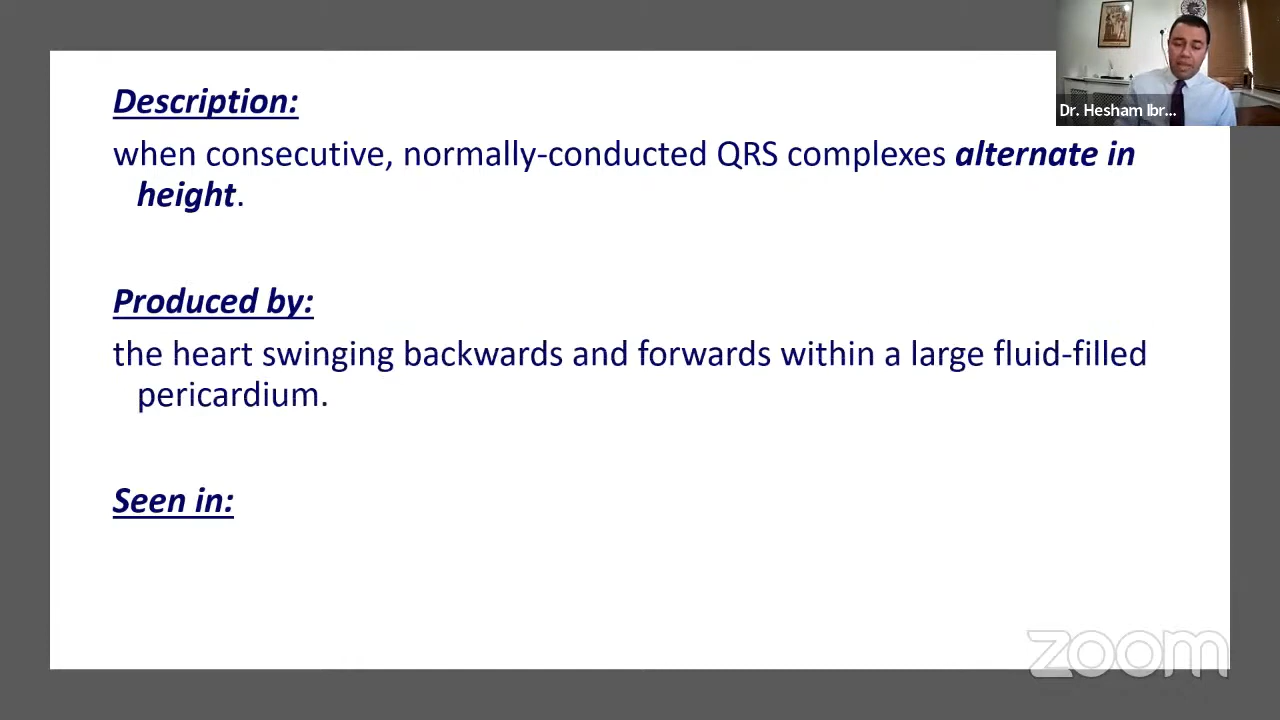 Description:
when consecutive, normally-conducted QRS complexes alternate in
height.
Produced by:
the heart swinging backwards and forwards within a large fluid-filled
pericardium.
Seen in:
Dr. Hesham Ibr...
zoom